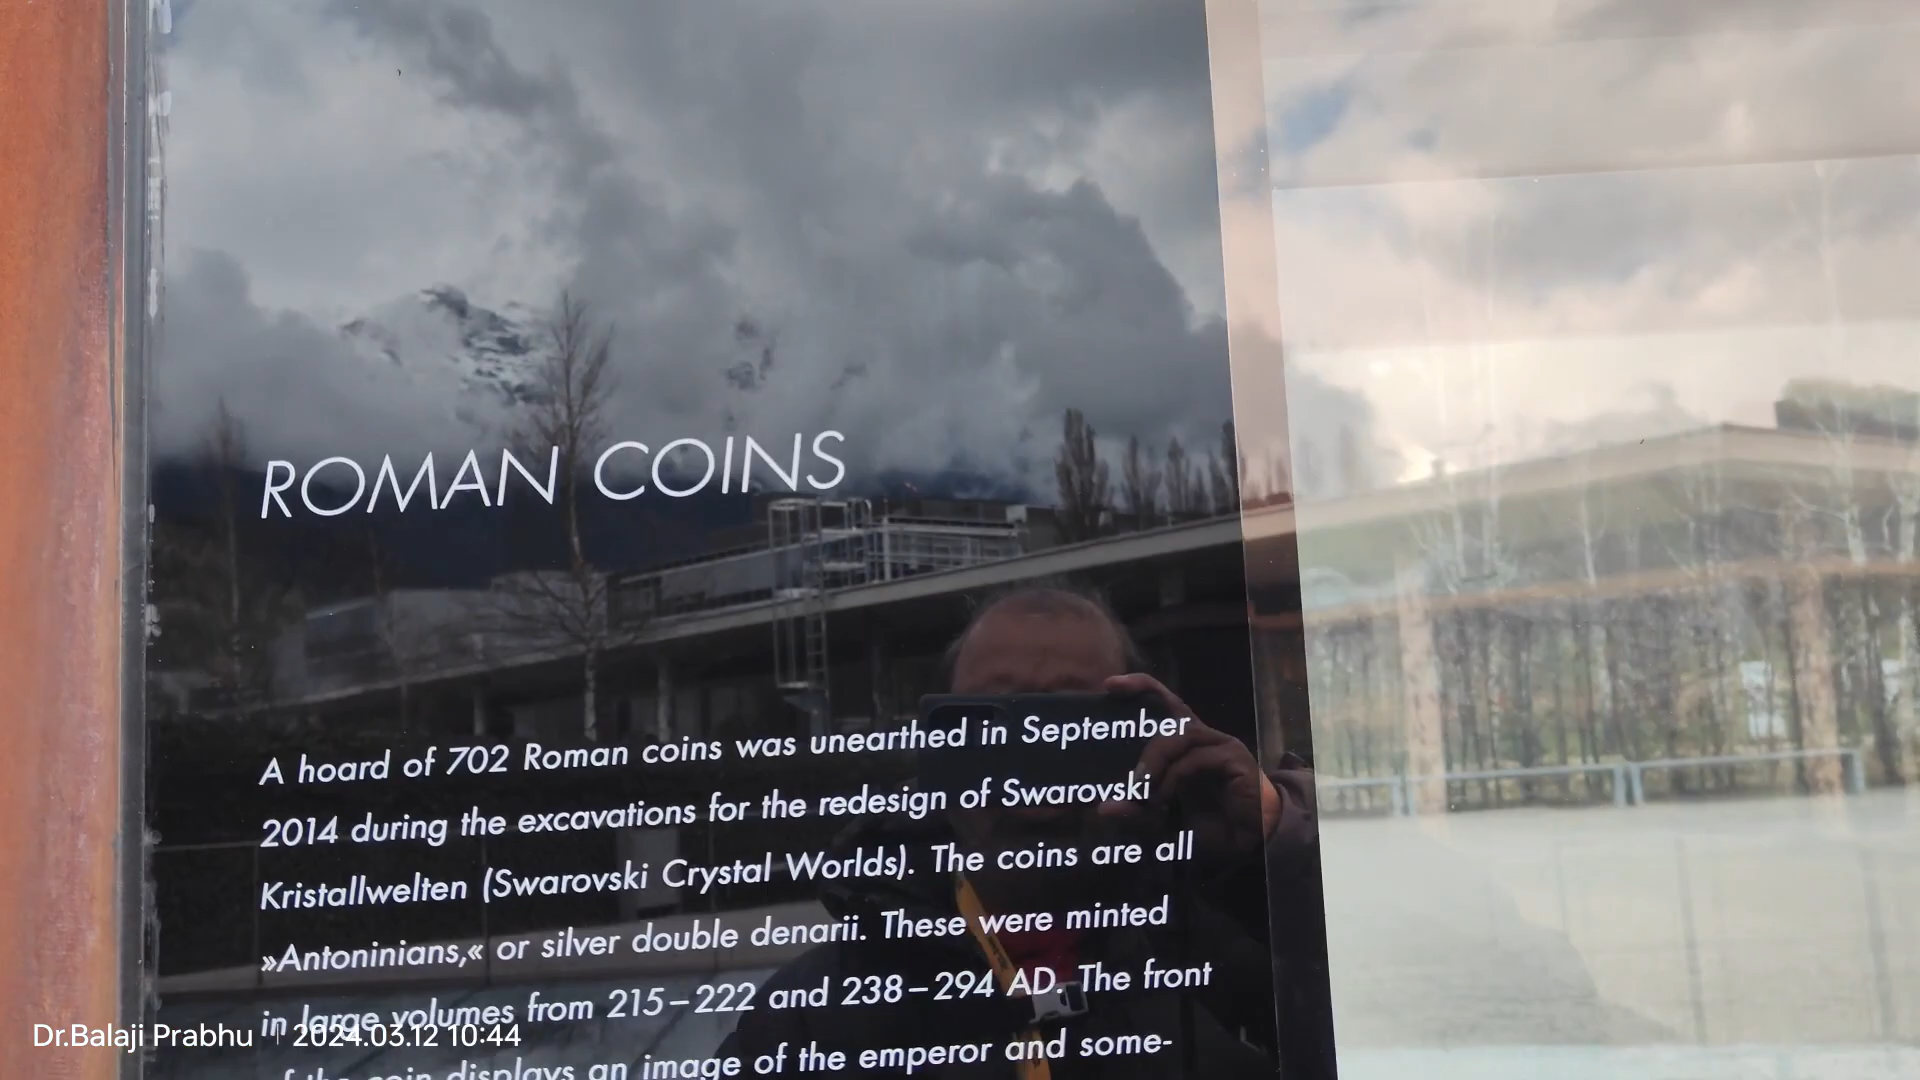 ROMAN COINS
A hoard of 702 Roman coins was unearthed in September
2014 during the excavations for the redesign of Swarovski
Kristallwelten (Swarovski Crystal Worlds). The coins are all
»Antoninians,« or silver double denarii. These were minted
in large volumes from 215–222 and 238–294 AD. The front
of the coin displays an image of the emperor and some-
Dr.Balaji Prabhu | 2024.03.12 10:44